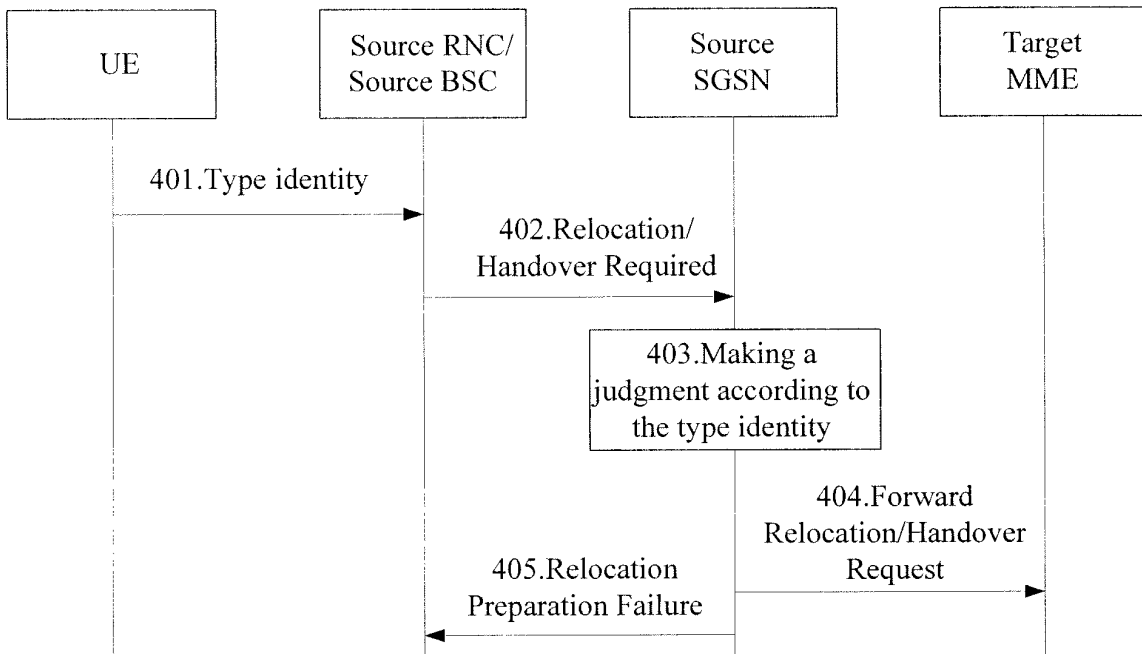 UE
Source RNC/
Source BSC
Source
SGSN
Target
MME
401.Type identity
402.Relocation/
Handover Required
403.Making a
judgment according to
the type identity
404.Forward
Relocation/Handover
Request
405.Relocation
Preparation Failure